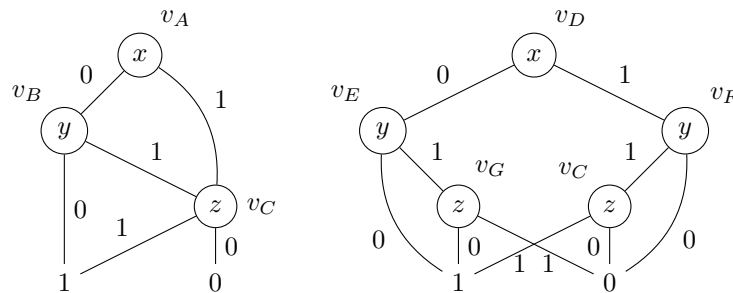 v_A v_D
x x
0 0 1
v_B 1 v_E v_F
y y y
1 1 v_G v_C 1
z v_C z z
0 1 0 0 0 0 0
1 1
1 0 1 0